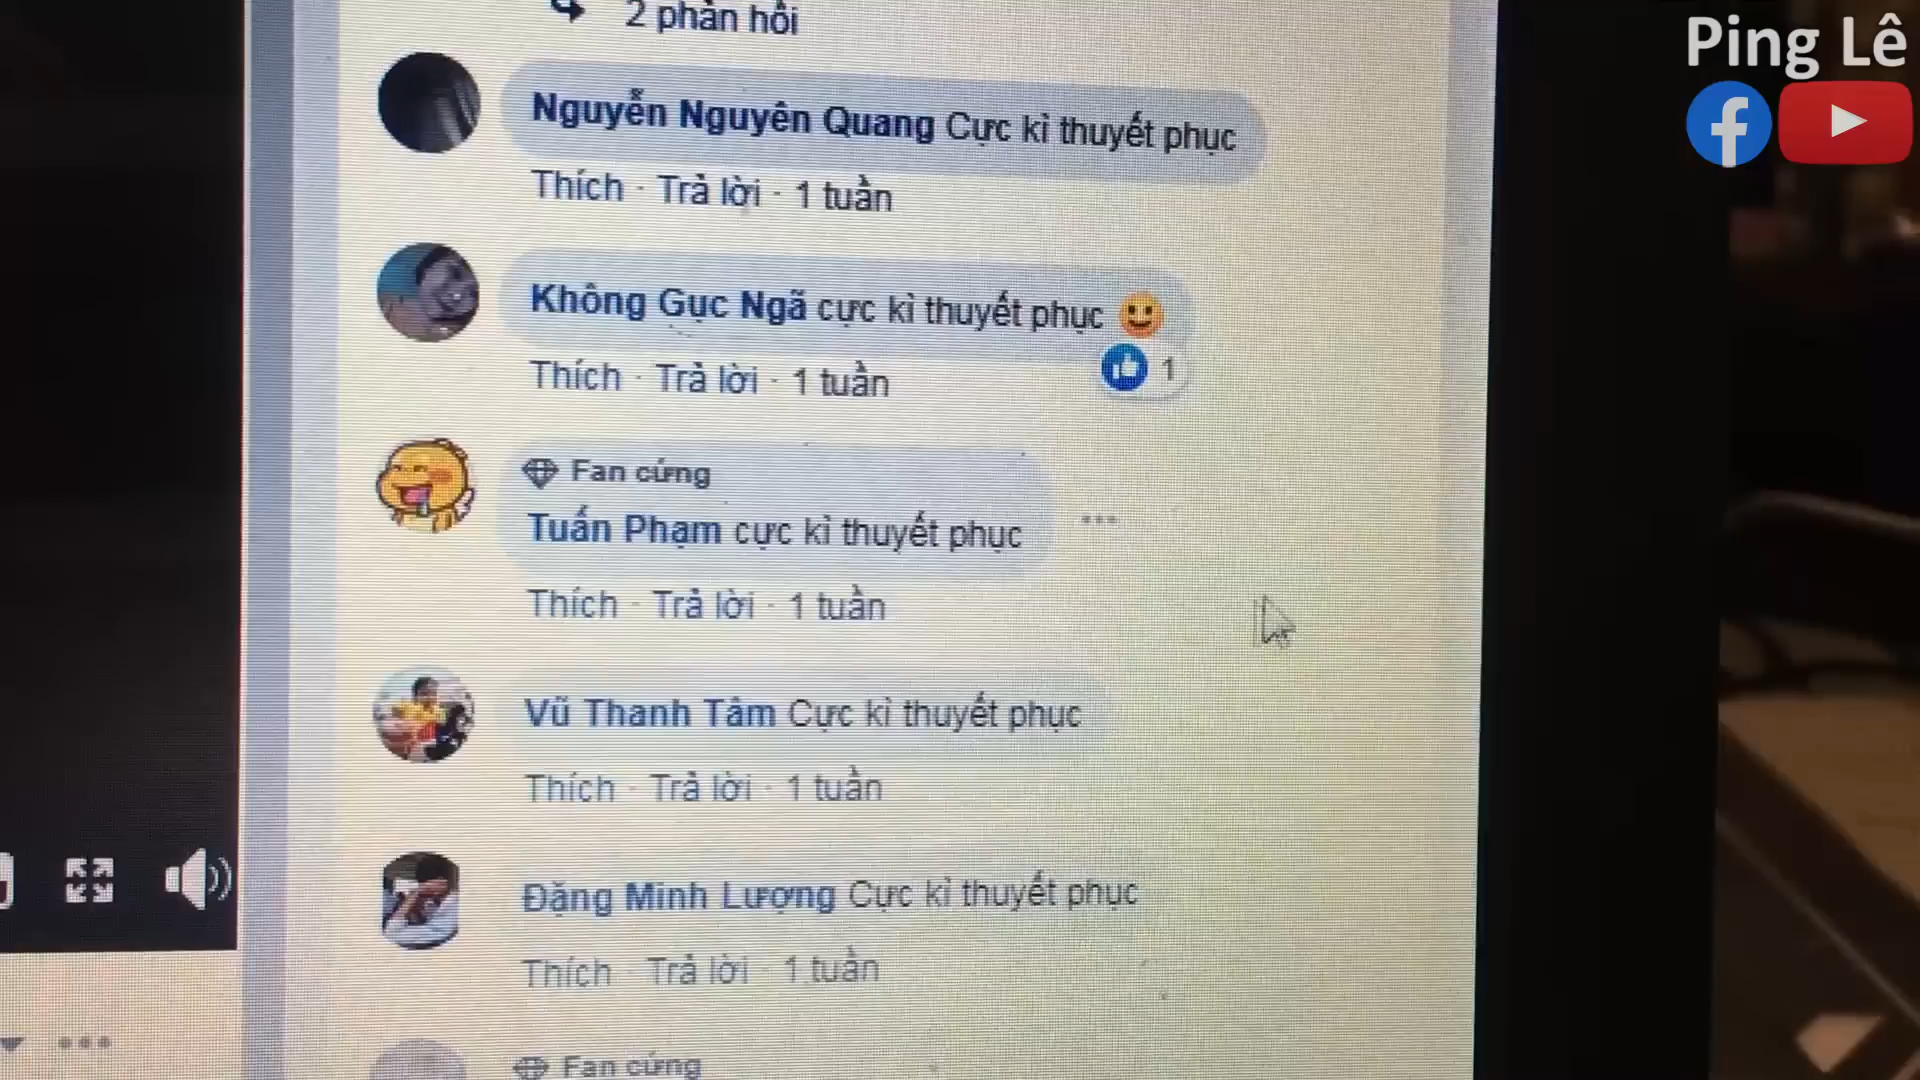 Ping Lê
2 phản hồi
Nguyễn Nguyên Quang Cực kì thuyết phục
Thích · Trả lời · 1 tuần
Không Gục Ngã cực kì thuyết phục
1
Thích · Trả lời · 1 tuần
Fan cứng
Tuấn Phạm cực kì thuyết phục
Thích · Trả lời · 1 tuần
Vũ Thanh Tâm Cực kì thuyết phục
Thích · Trả lời · 1 tuần
Đặng Minh Lượng Cực kì thuyết phục
Thích · Trả lời · 1 tuần
Fan cứng